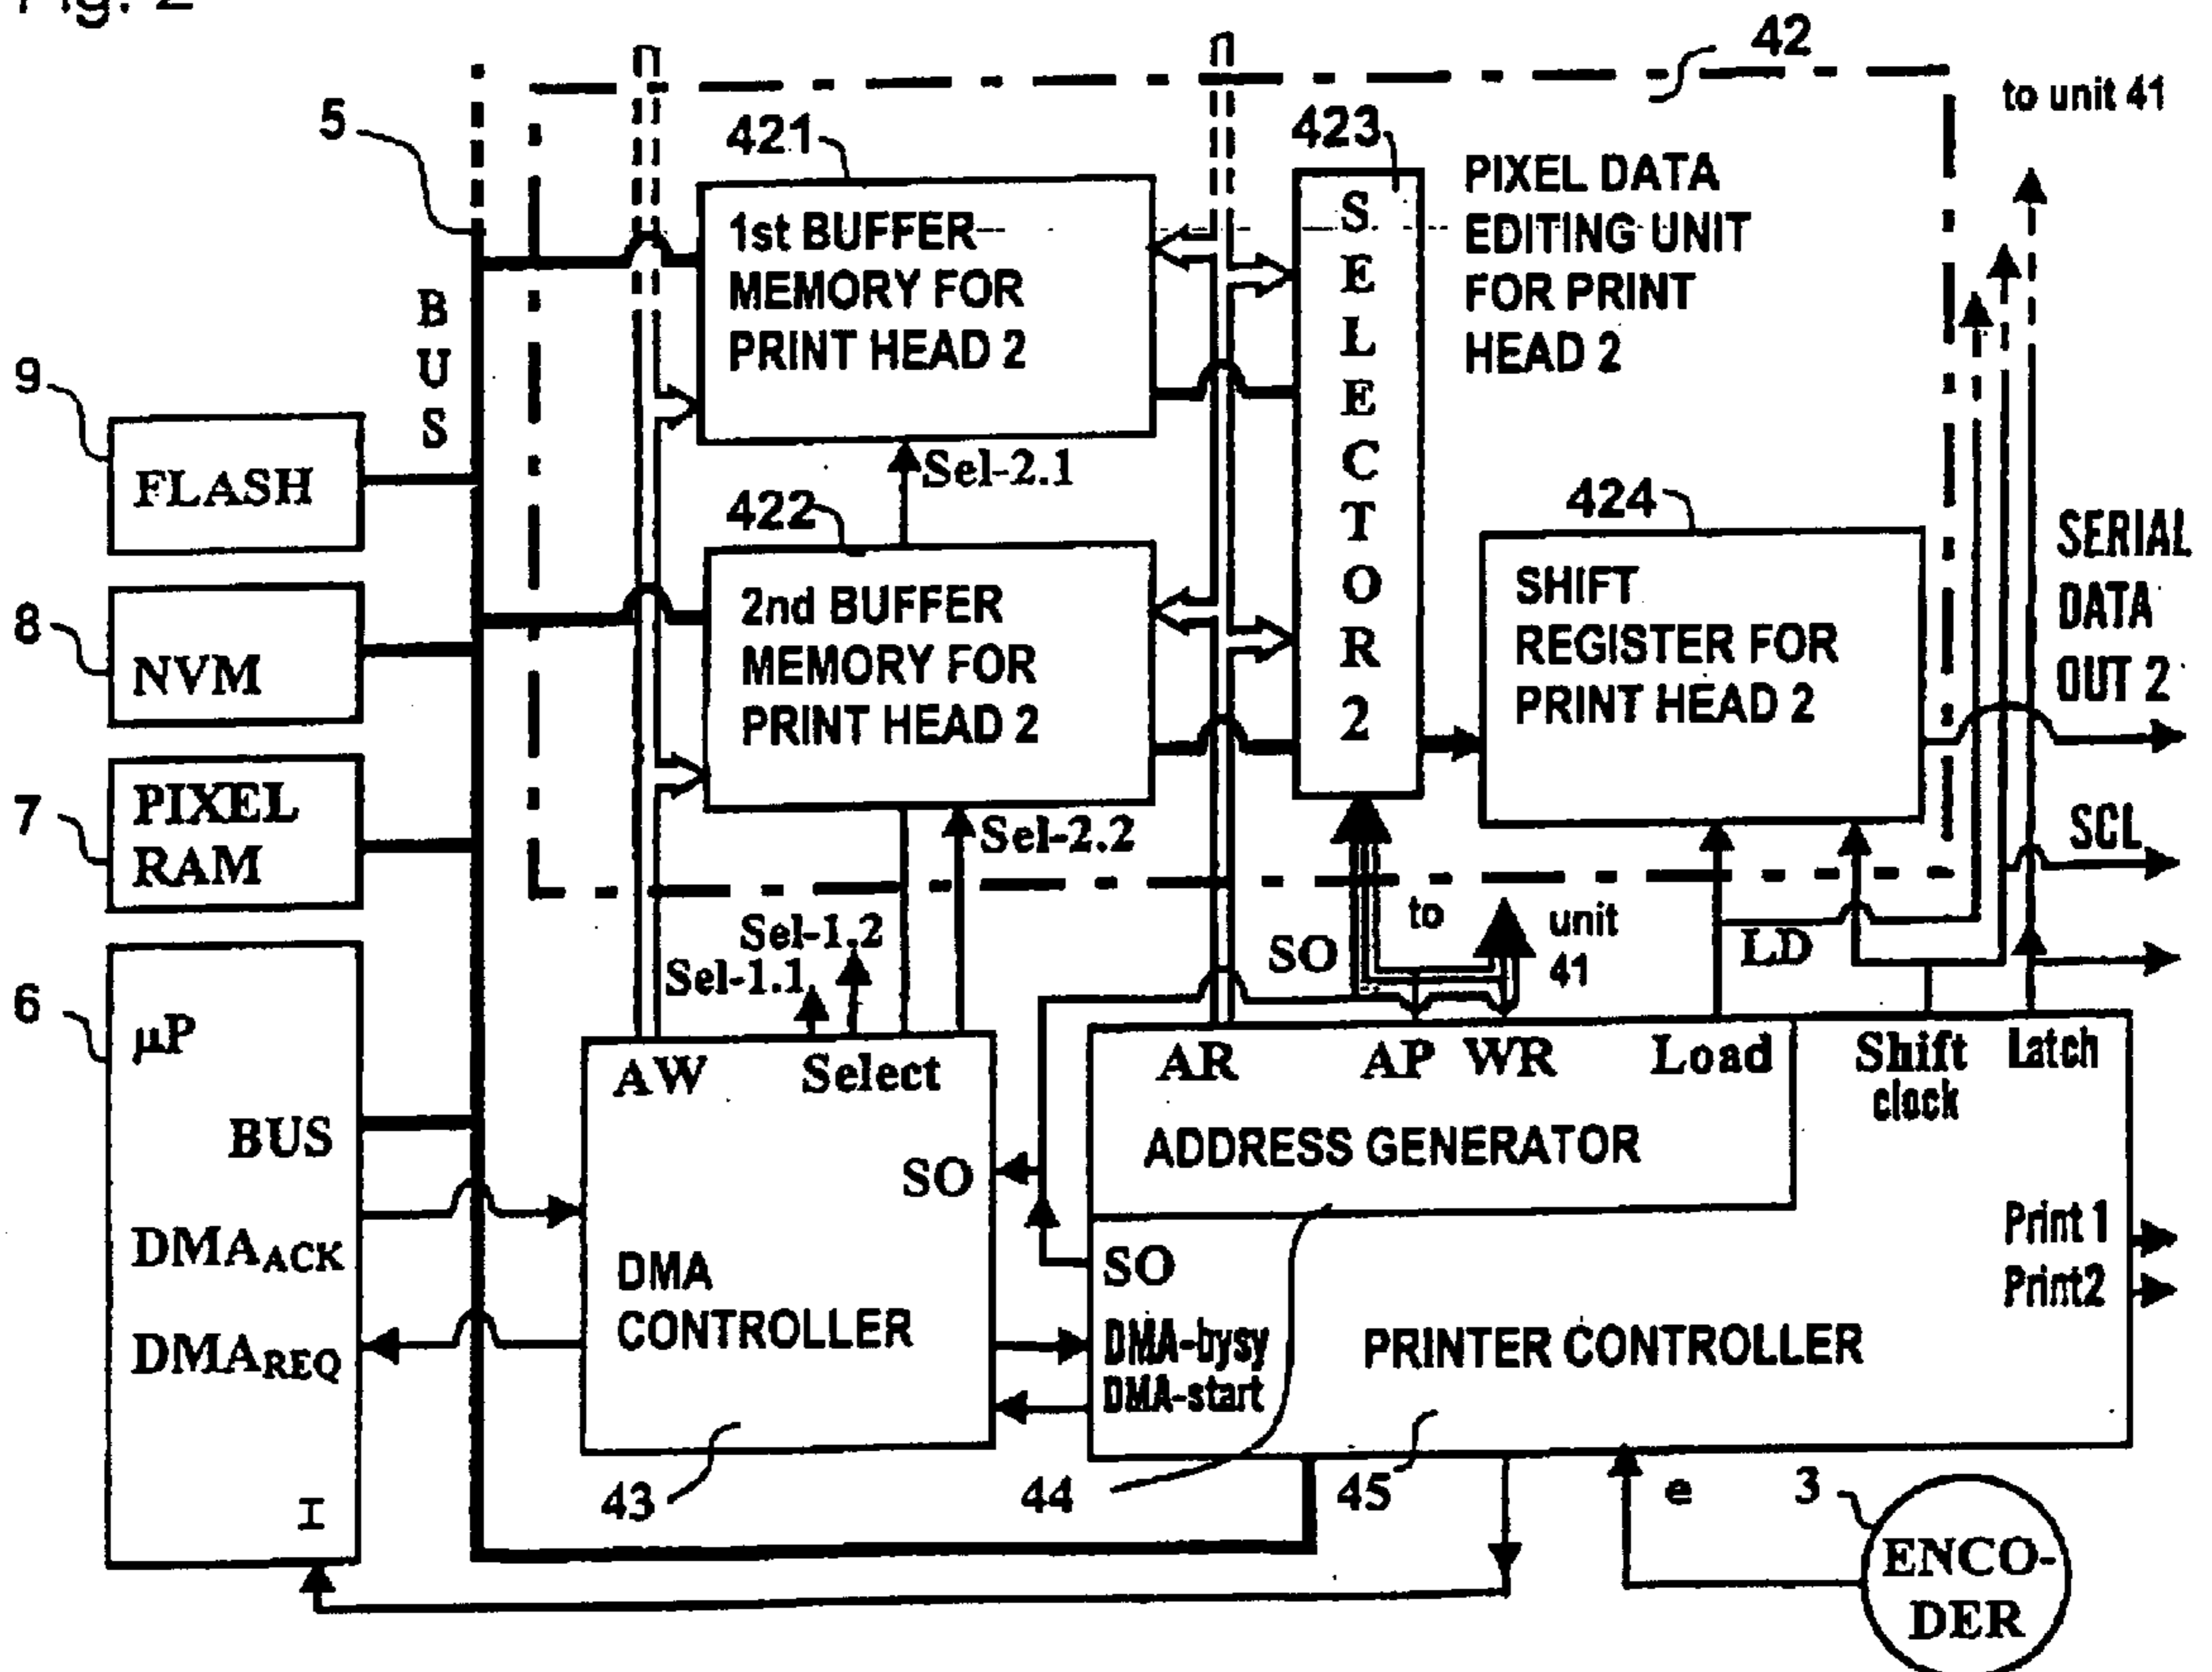 Fig. 2
42
to unit 41
5
421
423
1st BUFFER
MEMORY FOR
PRINT HEAD 2
SELECTOR 2
PIXEL DATA
EDITING UNIT
FOR PRINT
HEAD 2
BUS
9
FLASH
Sel-2.1
422
424
8
NVM
2nd BUFFER
MEMORY FOR
PRINT HEAD 2
SHIFT
REGISTER FOR
PRINT HEAD 2
SERIAL
DATA
OUT 2
7
PIXEL
RAM
Sel-2.2
SCL
Sel-1.2
Sel-1.1
SO
to unit
41
LD
6
µP
BUS
DMAACK
DMAREQ
I
AW Select
SO
DMA
CONTROLLER
43
AR AP WR Load
ADDRESS GENERATOR
Shift
clock
Latch
SO
DMA-bysy
DMA-start
PRINTER CONTROLLER
Print 1
Print2
44
45
e
3
ENCO-
DER